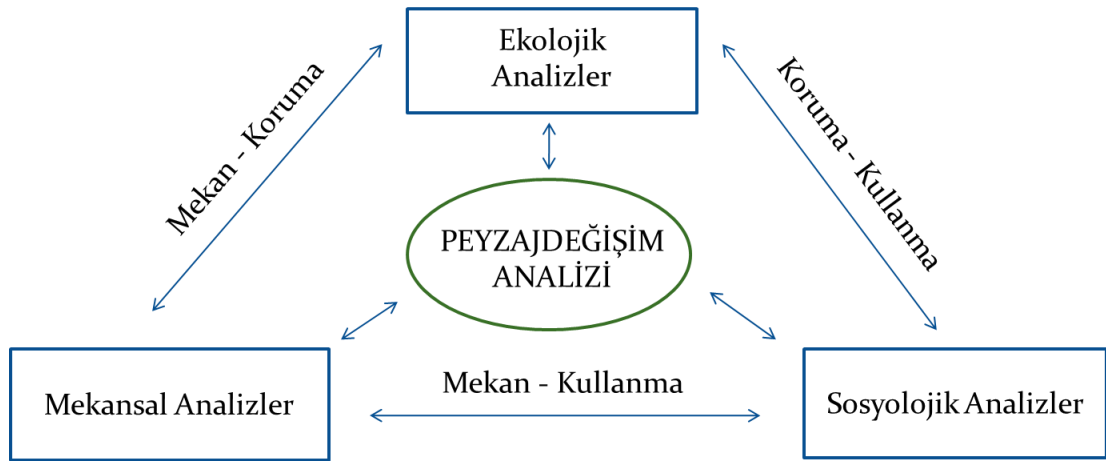 Ekolojik
Analizler
Mekan - Koruma
Koruma - Kullanma
PEYZAJDEĞİŞİM
ANALİZİ
Mekan - Kullanma
Mekansal Analizler
Sosyolojik Analizler